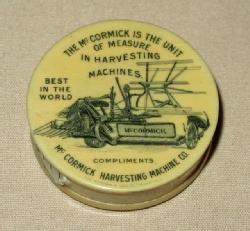 THE McCORMICK IS THE UNIT
OF MEASURE
IN HARVESTING
MACHINES.
BEST
IN THE
WORLD
McCORMICK
COMPLIMENTS.
McCORMICK HARVESTING MACHINE CO.